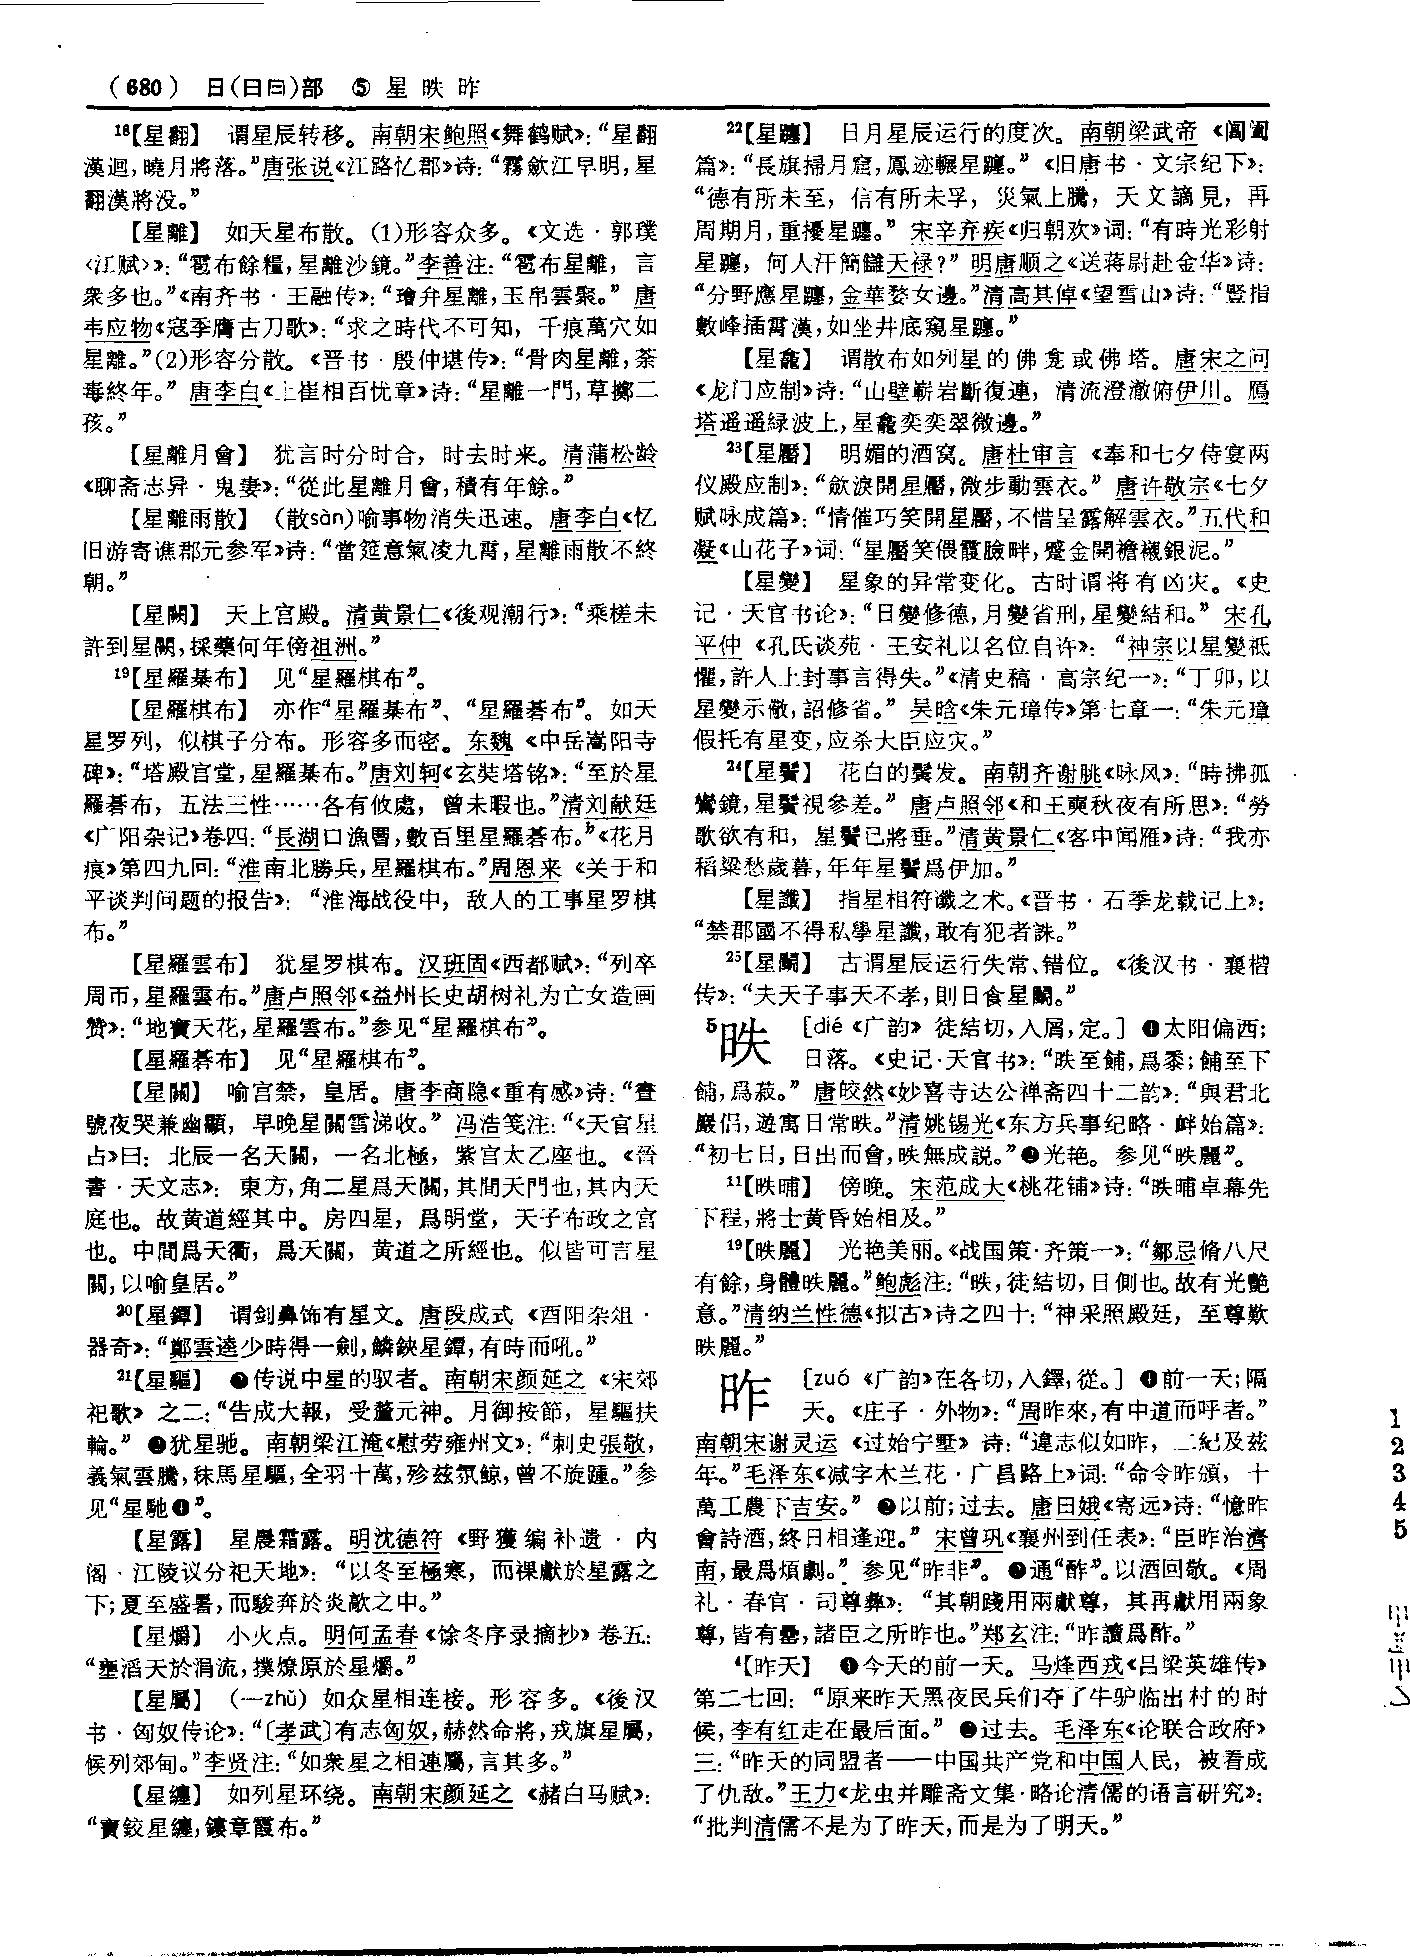 （680） 日(日曰)部 ⑤ 星昳昨
¹⁸【星翻】 谓星辰转移。南朝宋鲍照《舞鹤赋》：“星翻
漢迴，曉月將落。”唐张说《江路忆郡》诗：“霧歛江早明，星
翻漢將没。”
【星離】 如天星布散。(1)形容众多。《文选·郭璞
〈江赋〉》：“雹布餘糧，星離沙鏡。”李善注：“雹布星離，言
衆多也。”《南齐书·王融传》：“璿弁星離，玉帛雲聚。” 唐
韦应物《寇季膺古刀歌》：“求之時代不可知，千痕萬穴如
星離。”(2)形容分散。《晋书·殷仲堪传》：“骨肉星離，荼
毒終年。” 唐李白《上崔相百忧章》诗：“星離一門，草擲二
孩。”
【星離月會】 犹言时分时合，时去时来。清蒲松龄
《聊斋志异·鬼妻》：“從此星離月會，積有年餘。”
【星離雨散】 (散sàn)喻事物消失迅速。唐李白《忆
旧游寄谯郡元参军》诗：“當筵意氣凌九霄，星離雨散不終
朝。”
【星闕】 天上宫殿。清黄景仁《後观潮行》：“乘槎未
許到星闕，採藥何年傍祖洲。”
¹⁹【星羅棊布】 见“星羅棋布”。
【星羅棋布】 亦作“星羅棊布”、“星羅碁布”。如天
星罗列，似棋子分布。形容多而密。东魏《中岳嵩阳寺
碑》：“塔殿宫堂，星羅棊布。”唐刘轲《玄奘塔铭》：“至於星
羅碁布，五法三性……各有攸處，曾未暇也。”清刘献廷
《广阳杂记》卷四：“長湖口漁罾，數百里星羅碁布。”《花月
痕》第四九回：“淮南北勝兵，星羅棋布。”周恩来《关于和
平谈判问题的报告》：“淮海战役中，敌人的工事星罗棋
布。”
【星羅雲布】 犹星罗棋布。汉班固《西都赋》：“列卒
周帀，星羅雲布。”唐卢照邻《益州长史胡树礼为亡女造画
赞》：“地寶天花，星羅雲布。”参见“星羅棋布”。
【星羅碁布】 见“星羅棋布”。
【星關】 喻宫禁，皇居。唐李商隐《重有感》诗：“晝
號夜哭兼幽顯，早晚星關雪涕收。” 冯浩笺注：“《天官星
占》曰：北辰一名天關，一名北極，紫宫太乙座也。《晉
書·天文志》：東方，角二星爲天關，其間天門也，其内天
庭也。故黄道經其中。房四星，爲明堂，天子布政之宫
也。中間爲天衢，爲天關，黄道之所經也。似皆可言星
關，以喻皇居。”
²⁰【星鐔】 谓剑鼻饰有星文。唐段成式《酉阳杂俎·
器奇》：“鄭雲逵少時得一劍，鱗鋏星鐔，有時而吼。”
²¹【星驅】 ❶传说中星的驭者。南朝宋颜延之《宋郊
祀歌》之二：“告成大報，受釐元神。月御按節，星驅扶
輪。” ❷犹星驰。南朝梁江淹《慰劳雍州文》：“刺史張敬，
義氣雲騰，秣馬星驅，全羽十萬，殄兹氛鲸，曾不旋踵。”参
见“星馳❶”。
【星露】 星晨霜露。明沈德符《野獲编补遗·内
阁·江陵议分祀天地》：“以冬至極寒，而祼獻於星露之
下；夏至盛暑，而駿奔於炎歊之中。”
【星爝】 小火点。明何孟春《馀冬序录摘抄》卷五：
“壅滔天於涓流，撲燎原於星爝。”
【星屬】 (—zhǔ) 如众星相连接。形容多。《後汉
书·匈奴传论》：“〔孝武〕有志匈奴，赫然命將，戎旗星屬，
候列郊甸。”李贤注：“如衆星之相連屬，言其多。”
【星纏】 如列星环绕。南朝宋颜延之《赭白马赋》：
“寶鉸星纏，鏤章霞布。”
²²【星躔】 日月星辰运行的度次。南朝梁武帝《闾阖
篇》：“長旗掃月窟，鳳迹輾星躔。”《旧唐书·文宗纪下》：
“德有所未至，信有所未孚，災氣上騰，天文謫見，再
周期月，重擾星躔。” 宋辛弃疾《归朝欢》词：“有時光彩射
星躔，何人汗簡讎天禄？” 明唐顺之《送蒋尉赴金华》诗：
“分野應星躔，金華婺女邊。”清高其倬《望雪山》诗：“豎指
數峰插霄漢，如坐井底窺星躔。”
【星龕】 谓散布如列星的佛龛或佛塔。唐宋之问
《龙门应制》诗：“山壁嶄岩斷復連，清流澄澈俯伊川。鴈
塔遥遥緑波上，星龕奕奕翠微邊。”
²³【星靨】 明媚的酒窝。唐杜审言《奉和七夕侍宴两
仪殿应制》：“歛淚開星靨，微步動雲衣。” 唐许敬宗《七夕
赋咏成篇》：“情催巧笑開星靨，不惜呈露解雲衣。”五代和
凝《山花子》词：“星靨笑偎霞臉畔，蹙金開襜襯銀泥。”
【星變】 星象的异常变化。古时谓将有凶灾。《史
记·天官书论》：“日變修德，月變省刑，星變結和。” 宋孔
平仲《孔氏谈苑·王安礼以名位自许》：“神宗以星變祗
懼，許人上封事言得失。”《清史稿·高宗纪一》：“丁卯，以
星變示儆，詔修省。” 吴晗《朱元璋传》第七章一：“朱元璋
假托有星变，应杀大臣应灾。”
²⁴【星鬢】 花白的鬓发。南朝齐谢朓《咏风》：“時拂孤
鸞鏡，星鬢視參差。” 唐卢照邻《和王奭秋夜有所思》：“勞
歌欲有和，星鬢已將垂。”清黄景仁《客中闻雁》诗：“我亦
稻粱愁歲暮，年年星鬢爲伊加。”
【星讖】 指星相符谶之术。《晋书·石季龙载记上》：
“禁郡國不得私學星讖，敢有犯者誅。”
²⁵【星鬭】 古谓星辰运行失常、错位。《後汉书·襄楷
传》：“夫天子事天不孝，則日食星鬭。”
⁵昳 [dié《广韵》徒結切，入屑，定。] ❶太阳偏西；
日落。《史记·天官书》：“昳至餔，爲黍；餔至下
餔，爲菽。” 唐皎然《妙喜寺达公禅斋四十二韵》：“與君北
巖侣，遊寓日常昳。”清姚锡光《东方兵事纪略·衅始篇》：
“初七日，日出而會，昳無成説。”❷光艳。参见“昳麗”。
¹¹【昳晡】 傍晚。宋范成大《桃花铺》诗：“昳晡卓幕先
下程，將士黄昏始相及。”
¹⁹【昳麗】 光艳美丽。《战国策·齐策一》：“鄒忌脩八尺
有餘，身體昳麗。”鲍彪注：“昳，徒結切，日側也。故有光艷
意。”清纳兰性德《拟古》诗之四十：“神采照殿廷，至尊歎
昳麗。”
昨 [zuó《广韵》在各切，入鐸，從。] ❶前一天；隔
天。《庄子·外物》：“周昨來，有中道而呼者。”
南朝宋谢灵运《过始宁墅》诗：“違志似如昨，二紀及兹
年。”毛泽东《减字木兰花·广昌路上》词：“命令昨頒，十
萬工農下吉安。” ❷以前；过去。唐田娥《寄远》诗：“憶昨
會詩酒，終日相逢迎。” 宋曾巩《襄州到任表》：“臣昨治濟
南，最爲煩劇。” 参见“昨非”。❸通“酢”。以酒回敬。《周
礼·春官·司尊彝》：“其朝踐用兩獻尊，其再獻用兩象
尊，皆有罍，諸臣之所昨也。”郑玄注：“昨讀爲酢。”
⁴【昨天】 ❶今天的前一天。马烽西戎《吕梁英雄传》
第二七回：“原来昨天黑夜民兵们夺了牛驴临出村的时
候，李有红走在最后面。” ❷过去。毛泽东《论联合政府》
三：“昨天的同盟者——中国共产党和中国人民，被看成
了仇敌。”王力《龙虫并雕斋文集·略论清儒的语言研究》：
“批判清儒不是为了昨天，而是为了明天。”
1
2
3
4
5